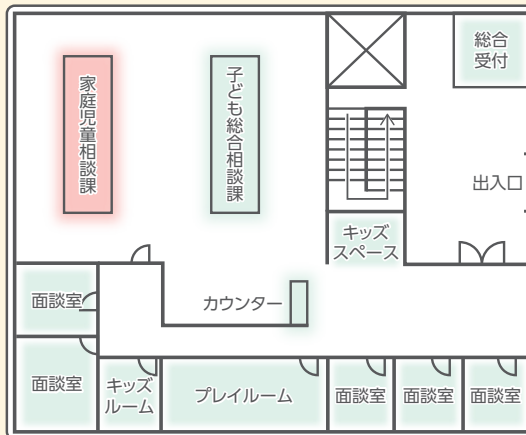 総合
受付
家庭児童相談課
子ども総合相談課
出入口
キッズ
スペース
面談室
カウンター
面談室
キッズ
ルーム
プレイルーム
面談室
面談室
面談室